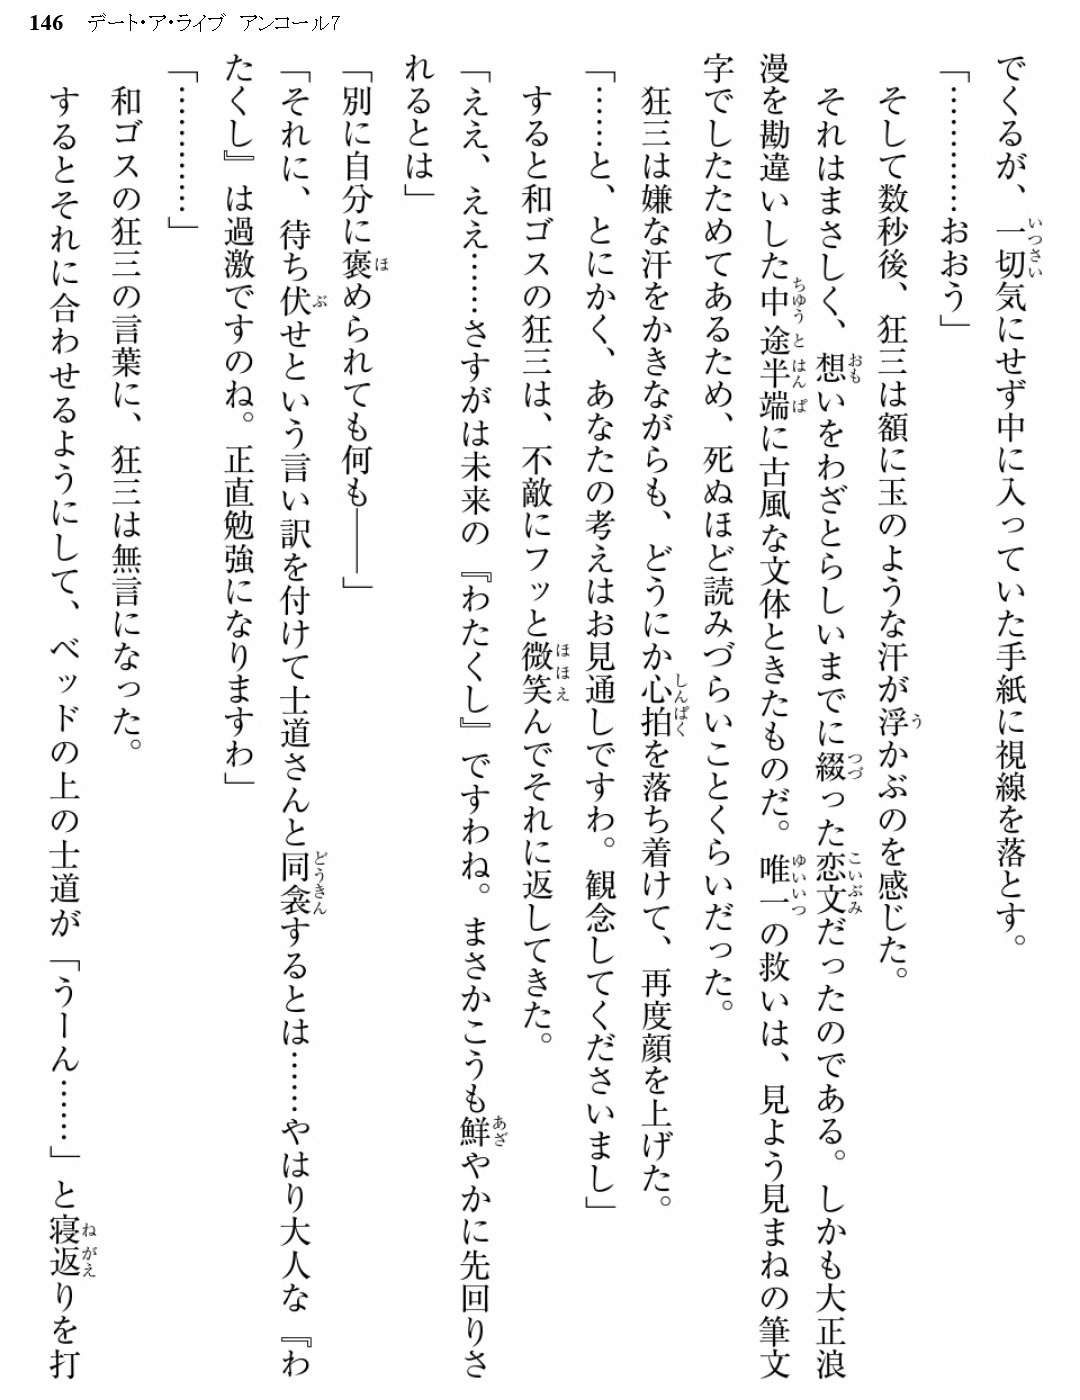 146 デート・ア・ライブ アンコール7
でくるが、一切気にせず中に入っていた手紙に視線を落とす。
「…………おおう」
そして数秒後、狂三は額に玉のような汗が浮かぶのを感じた。
それはまさしく、想いをわざとらしいまでに綴った恋文だったのである。しかも大正浪
漫を勘違いした中途半端に古風な文体ときたものだ。唯一の救いは、見よう見まねの筆文
字でしたためてあるため、死ぬほど読みづらいことくらいだった。
狂三は嫌な汗をかきながらも、どうにか心拍を落ち着けて、再度顔を上げた。
「……と、とにかく、あなたの考えはお見通しですわ。観念してくださいまし」
すると和ゴスの狂三は、不敵にフッと微笑んでそれに返してきた。
「ええ、ええ……さすがは未来の『わたくし』ですわね。まさかこうも鮮やかに先回りさ
れるとは」
「別に自分に褒められても何も――」
「それに、待ち伏せという言い訳を付けて士道さんと同衾するとは……やはり大人な『わ
たくし』は過激ですのね。正直勉強になりますわ」
「…………」
和ゴスの狂三の言葉に、狂三は無言になった。
するとそれに合わせるようにして、ベッドの上の士道が「うーん……」と寝返りを打